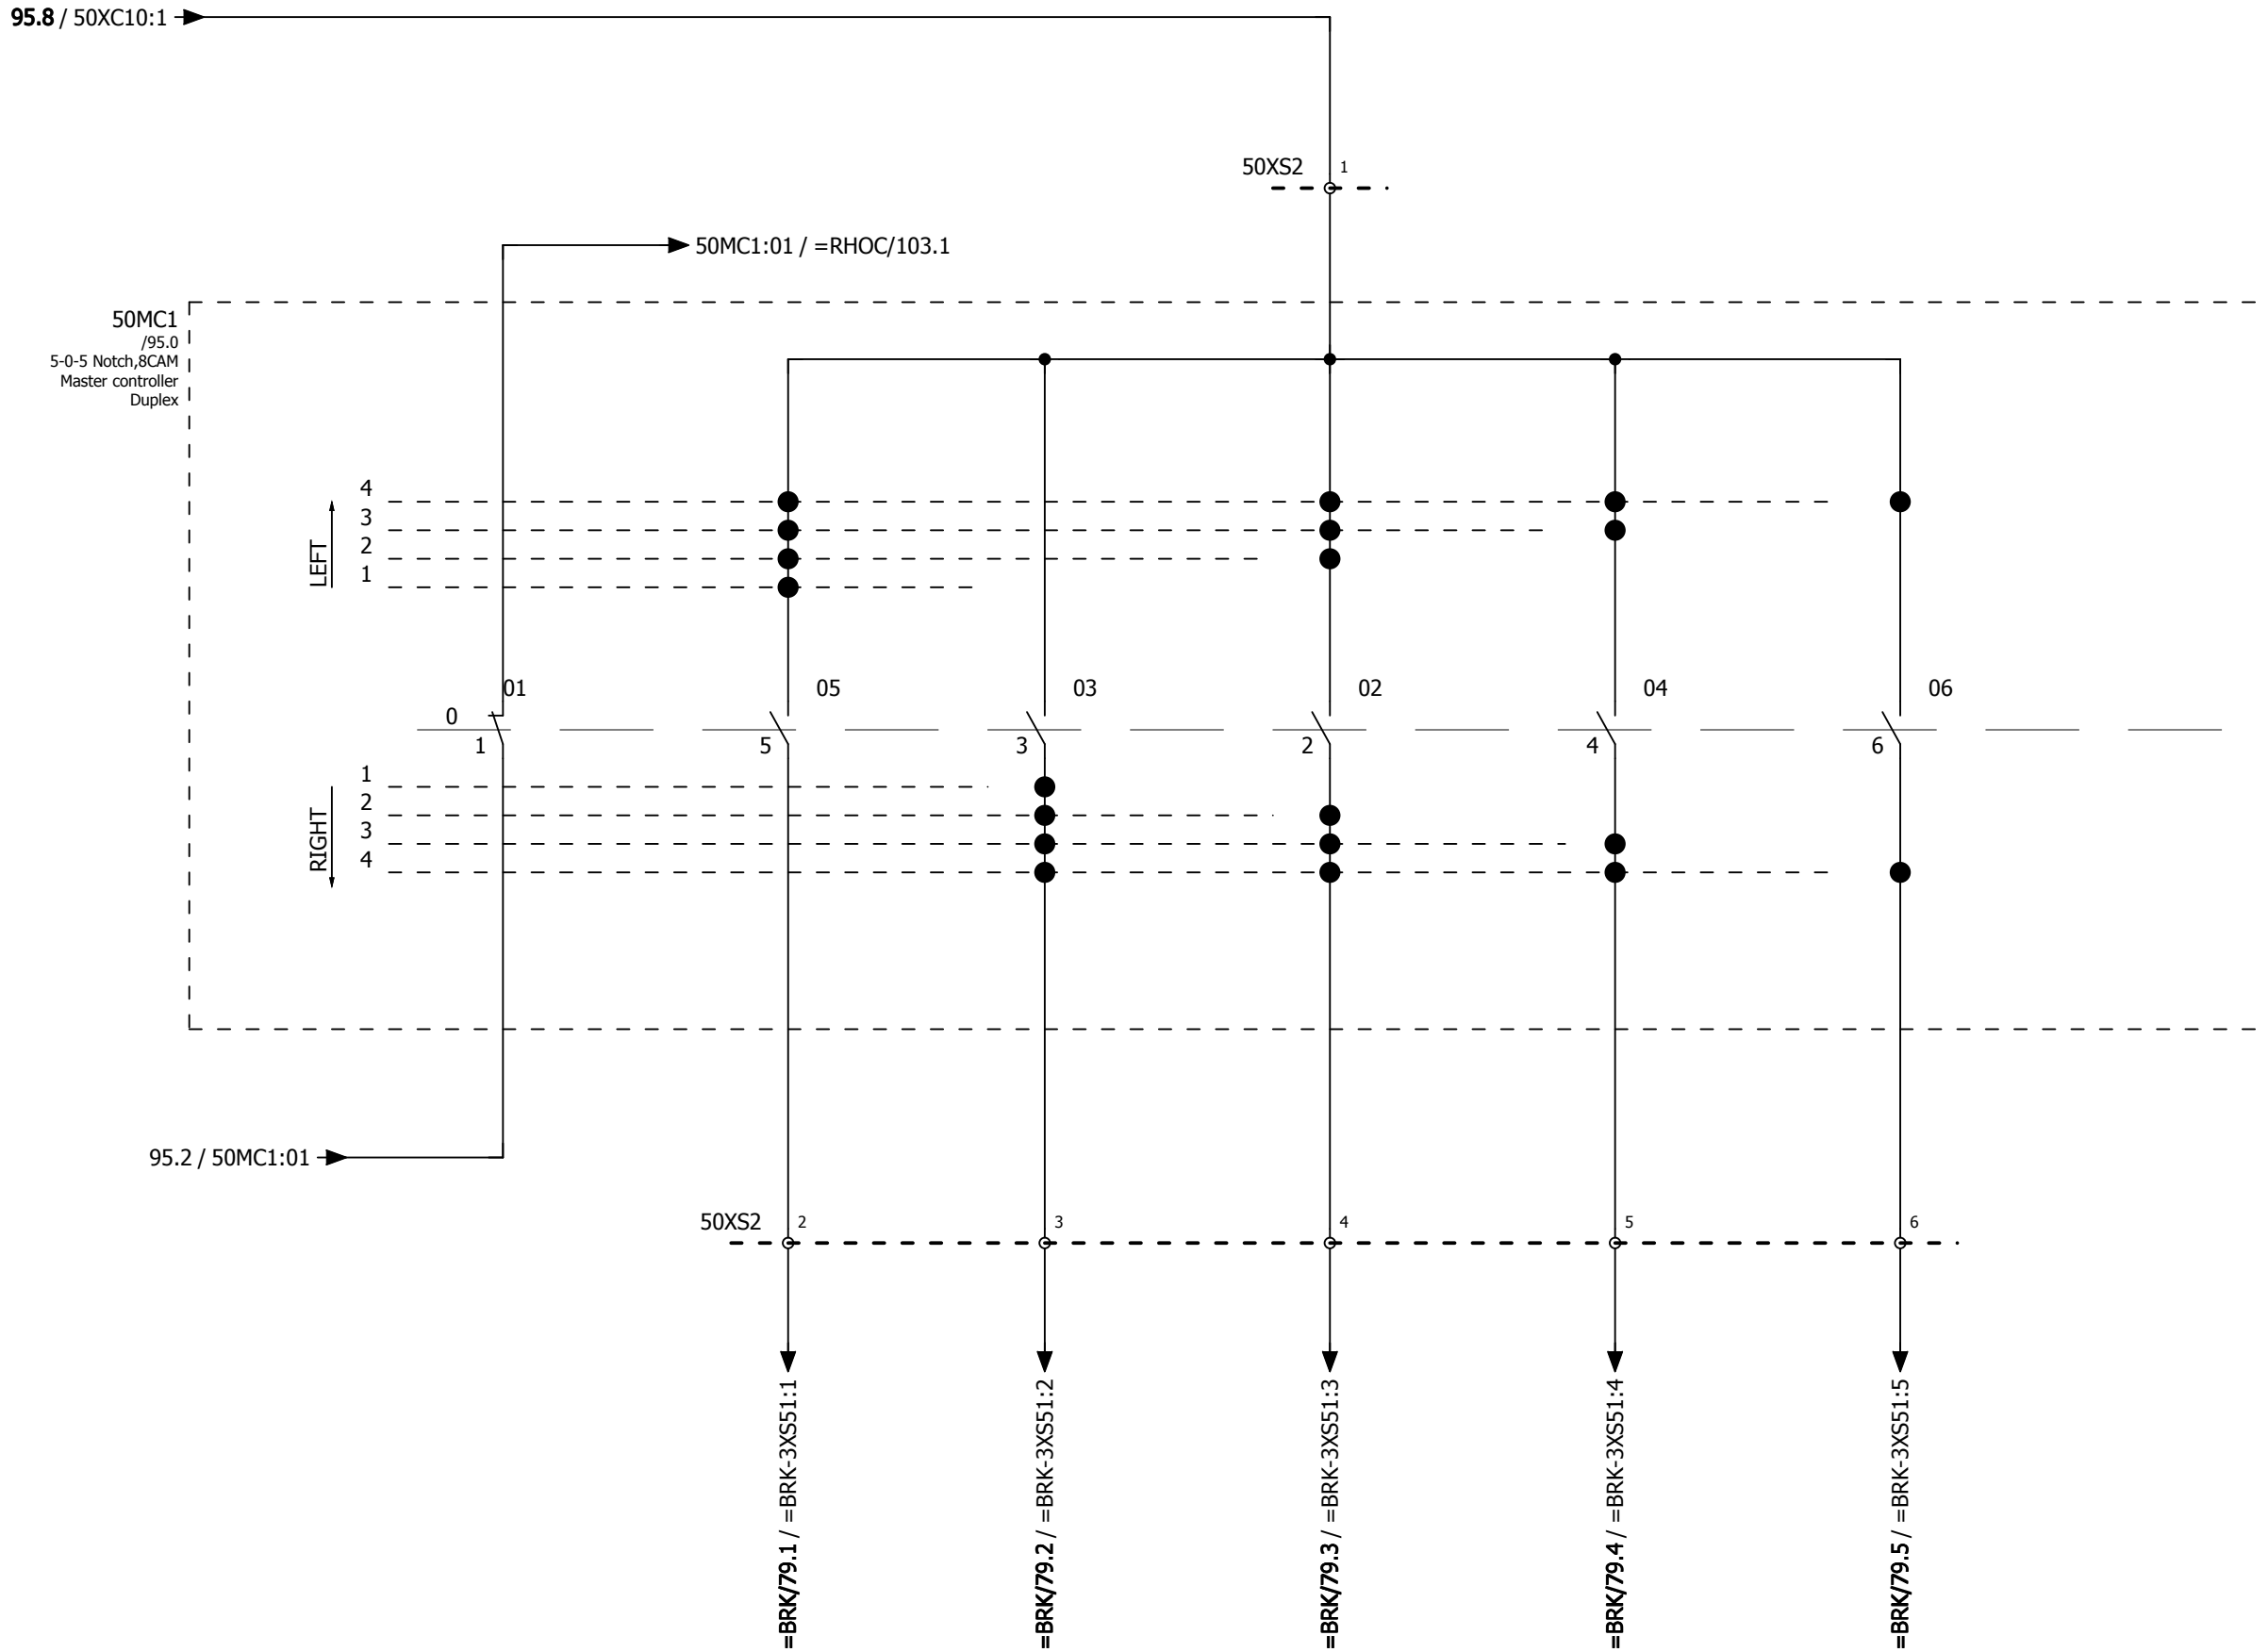 95.8 / 50XC10:1
50XS2 1
50MC1:01 / =RHOC/103.1
50MC1
/95.0
5-0-5 Notch,8CAM
Master controller
Duplex
4
3
2
1
LEFT
01 05 03 02 04 06
0
1 5 3 2 4 6
1
2
3
4
RIGHT
95.2 / 50MC1:01
50XS2 2 3 4 5 6
=BRK/79.1 / =BRK-3XS51:1
=BRK/79.2 / =BRK-3XS51:2
=BRK/79.3 / =BRK-3XS51:3
=BRK/79.4 / =BRK-3XS51:4
=BRK/79.5 / =BRK-3XS51:5